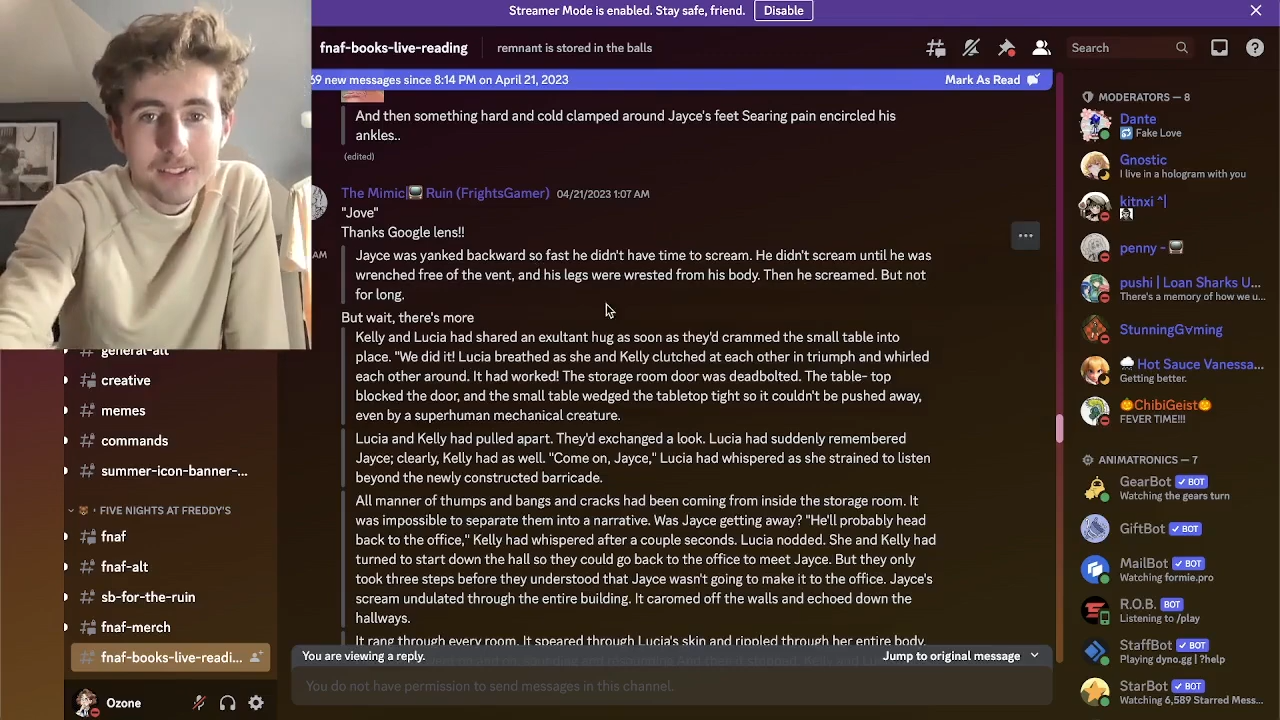 Streamer Mode is enabled. Stay safe, friend.
Disable
fnaf-books-live-reading
remnant is stored in the balls
Search
69 new messages since 8:14 PM on April 21, 2023
Mark As Read
And then something hard and cold clamped around Jayce's feet Searing pain encircled his
ankles..
(edited)
The Mimic| Ruin (FrightsGamer) 04/21/2023 1:07 AM
"Jove"
Thanks Google lens!!
AM
Jayce was yanked backward so fast he didn't have time to scream. He didn't scream until he was
wrenched free of the vent, and his legs were wrested from his body. Then he screamed. But not
for long.
But wait, there's more
Kelly and Lucia had shared an exultant hug as soon as they'd crammed the small table into
place. "We did it! Lucia breathed as she and Kelly clutched at each other in triumph and whirled
each other around. It had worked! The storage room door was deadbolted. The table- top
blocked the door, and the small table wedged the tabletop tight so it couldn't be pushed away,
even by a superhuman mechanical creature.
Lucia and Kelly had pulled apart. They'd exchanged a look. Lucia had suddenly remembered
Jayce; clearly, Kelly had as well. "Come on, Jayce," Lucia had whispered as she strained to listen
beyond the newly constructed barricade.
All manner of thumps and bangs and cracks had been coming from inside the storage room. It
was impossible to separate them into a narrative. Was Jayce getting away? "He'll probably head
back to the office," Kelly had whispered after a couple seconds. Lucia nodded. She and Kelly had
turned to start down the hall so they could go back to the office to meet Jayce. But they only
took three steps before they understood that Jayce wasn't going to make it to the office. Jayce's
scream undulated through the entire building. It caromed off the walls and echoed down the
hallways.
It rang through every room. It speared through Lucia's skin and rippled through her entire body.
You are viewing a reply.
Jump to original message
You do not have permission to send messages in this channel.
general-alt
creative
memes
commands
summer-icon-banner-...
FIVE NIGHTS AT FREDDY'S
fnaf
fnaf-alt
sb-for-the-ruin
fnaf-merch
fnaf-books-live-readi...
Ozone
MODERATORS — 8
Dante
Fake Love
Gnostic
I live in a hologram with you
kitnxi ^|
penny -
pushi | Loan Sharks U...
There's a memory of how we u...
StunningG∀ming
Hot Sauce Vanessa...
Getting better.
ChibiGeist
FEVER TIME!!!
ANIMATRONICS — 7
GearBot ✓ BOT
Watching the gears turn
GiftBot ✓ BOT
MailBot ✓ BOT
Watching formie.pro
R.O.B. BOT
Listening to /play
StaffBot ✓ BOT
Playing dyno.gg | ?help
StarBot ✓ BOT
Watching 6,589 Starred Mess...